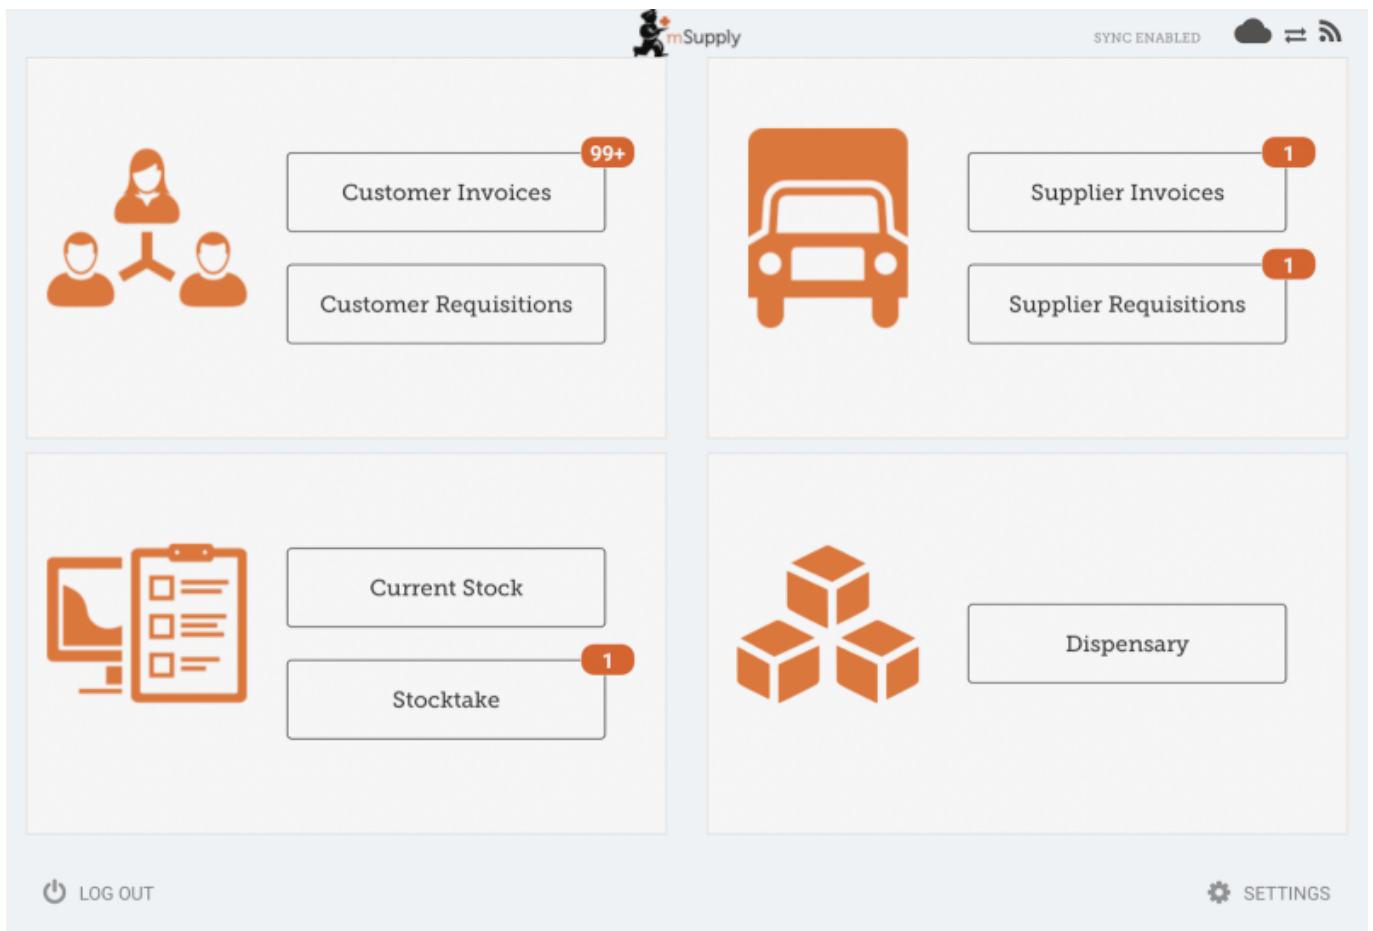 mSupply
SYNC ENABLED
99+
Customer Invoices
Customer Requisitions
1
Supplier Invoices
1
Supplier Requisitions
Current Stock
1
Stocktake
Dispensary
LOG OUT
SETTINGS